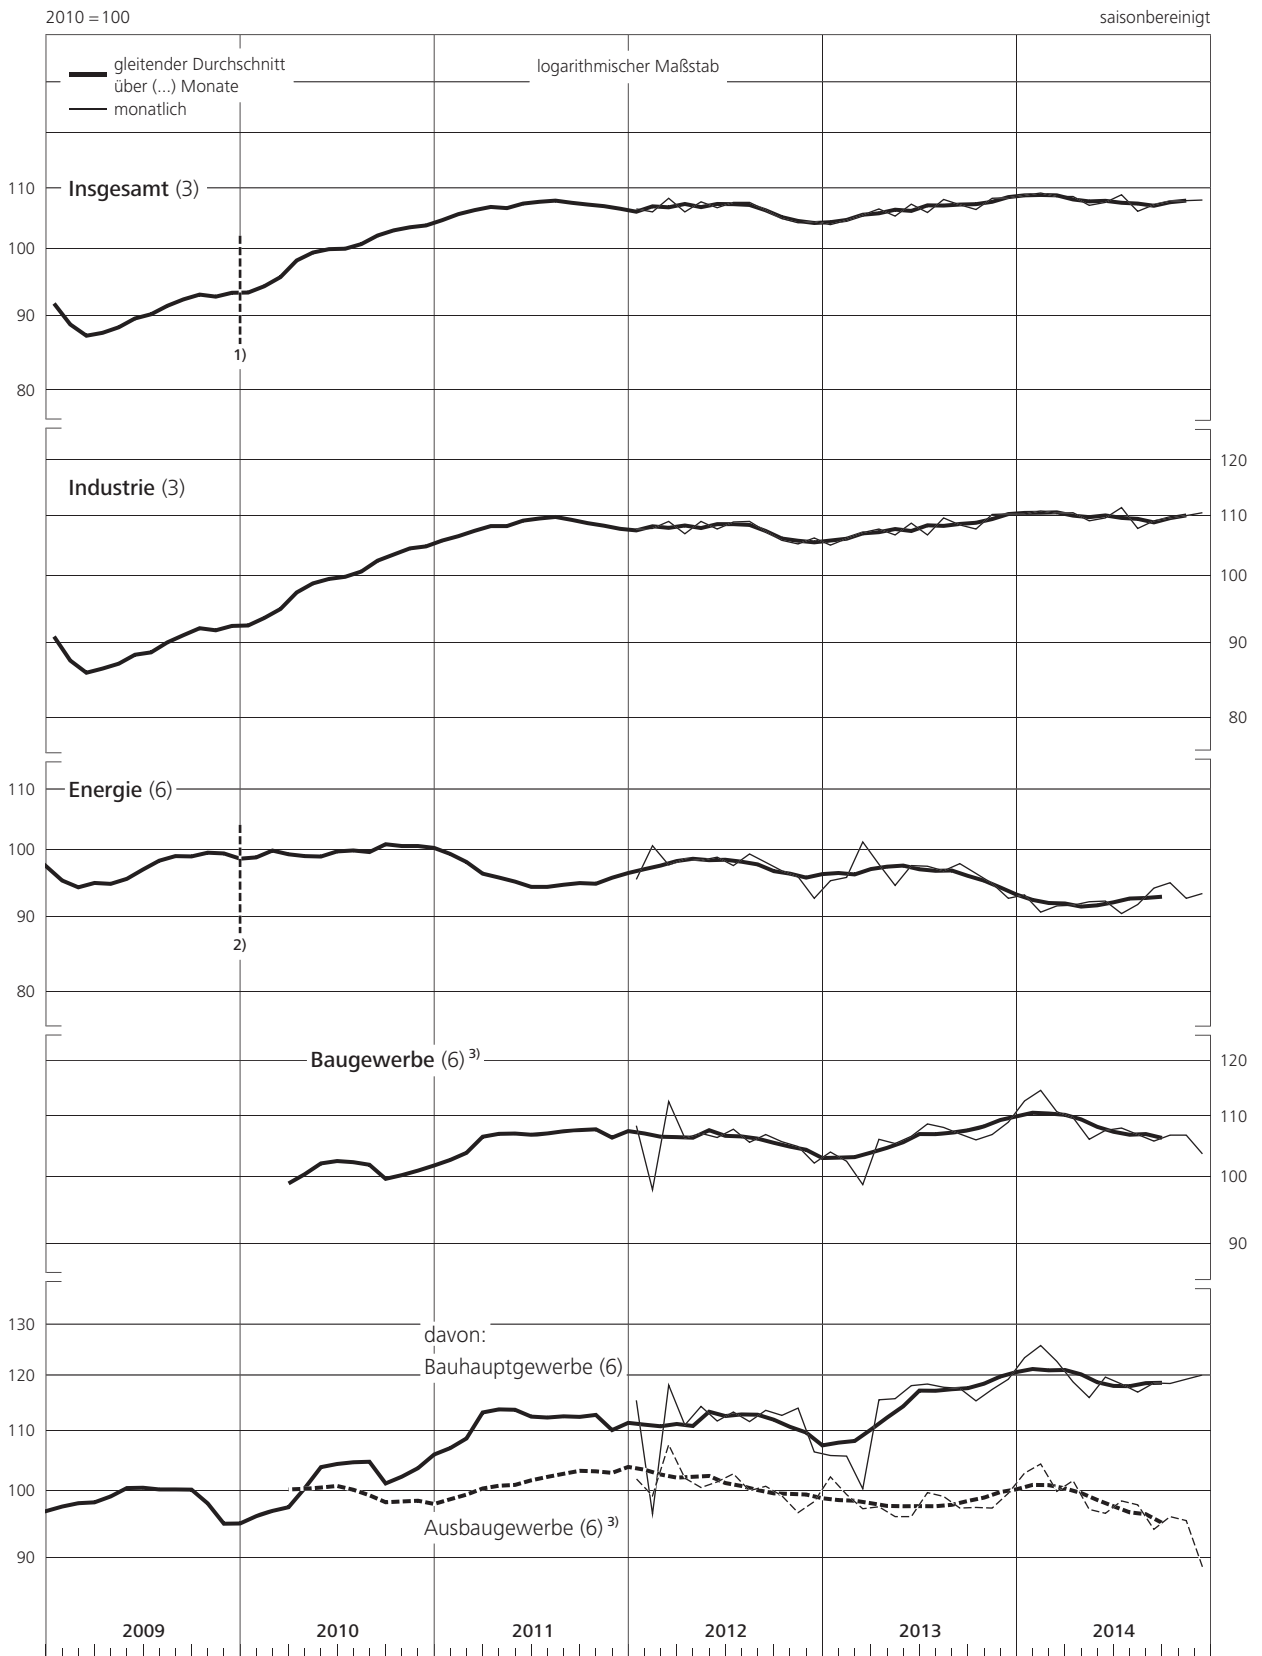 2010 = 100
saisonbereinigt
gleitender Durchschnitt
über (...) Monate
monatlich
logarithmischer Maßstab
110
Insgesamt (3)
100
90
1)
80
120
Industrie (3)
110
100
90
80
110
Energie (6)
100
90
2)
80
Baugewerbe (6) 3)
120
110
100
90
130
davon:
Bauhauptgewerbe (6)
120
110
100
Ausbaugewerbe (6) 3)
90
2009 2010 2011 2012 2013 2014